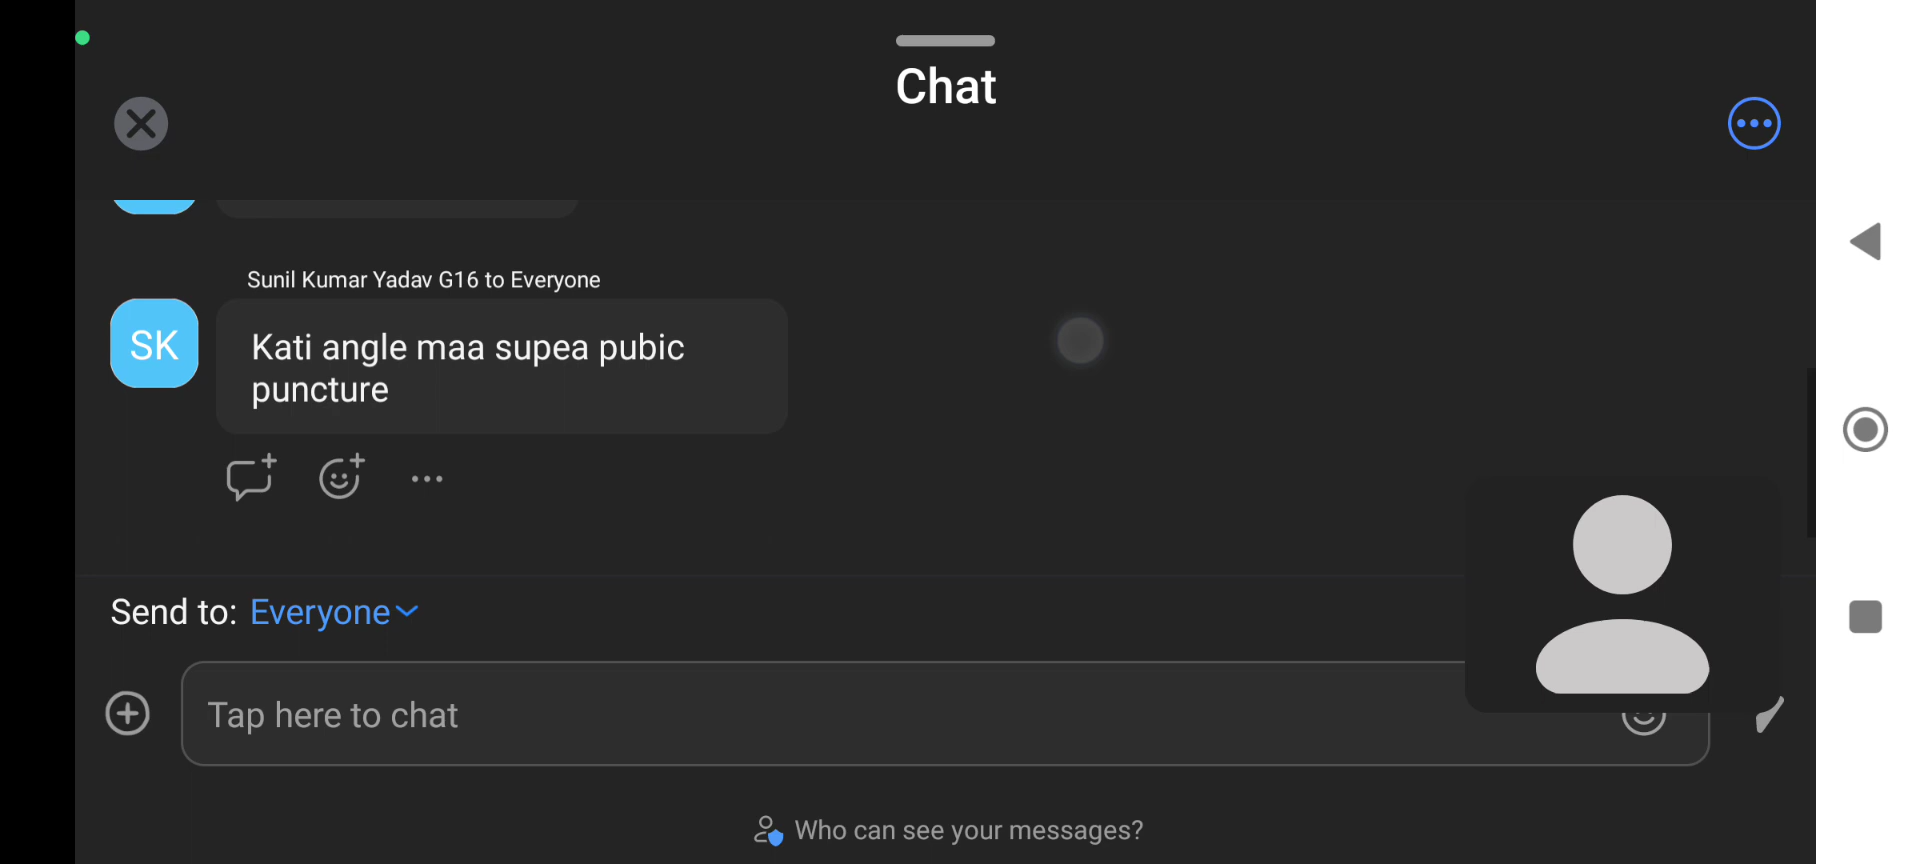 Chat
Sunil Kumar Yadav G16 to Everyone
SK
Kati angle maa supea pubic
puncture
Send to: Everyone
Tap here to chat
Who can see your messages?